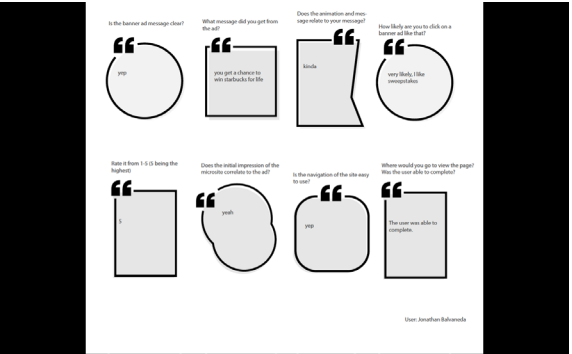 Is the banner ad message clear?
yep
What message did you get from
the ad?
you get a chance to
win starbucks for life
Does the animation and mes-
sage relate to your message?
kinda
How likely are you to click on a
banner ad like that?
very likely, I like
sweepstakes
Rate it from 1-5 (5 being the
highest)
5
Does the initial impression of the
microsite correlate to the ad?
yeah
Is the navigation of the site easy
to use?
yep
Where would you go to view the page?
Was the user able to complete?
The user was able to
complete.
User: Jonathan Balvaneda